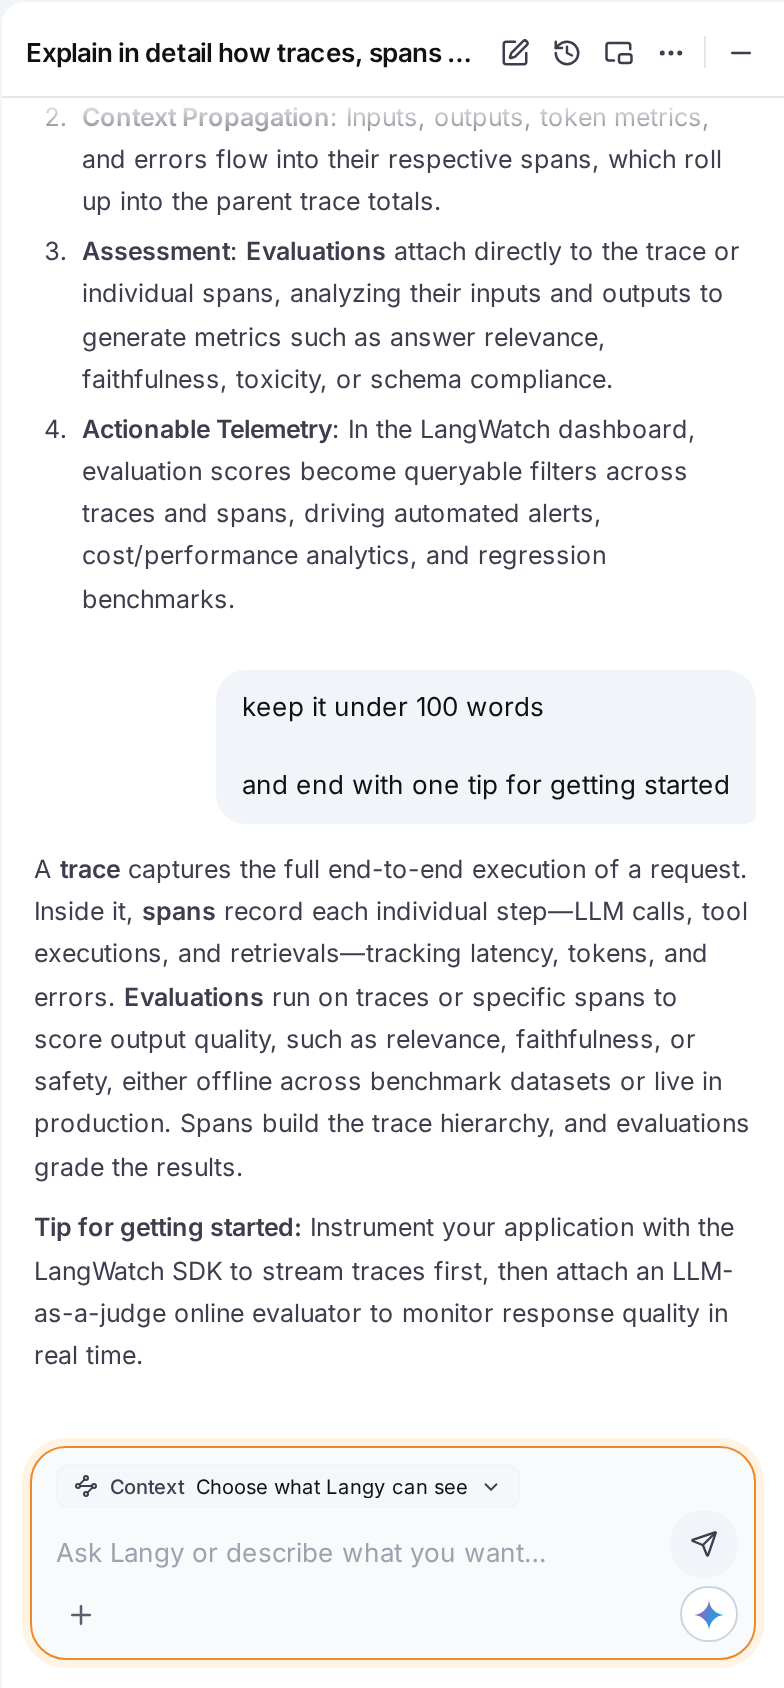 Explain in detail how traces, spans ...
2. Context Propagation: Inputs, outputs, token metrics,
and errors flow into their respective spans, which roll
up into the parent trace totals.
3. Assessment: Evaluations attach directly to the trace or
individual spans, analyzing their inputs and outputs to
generate metrics such as answer relevance,
faithfulness, toxicity, or schema compliance.
4. Actionable Telemetry: In the LangWatch dashboard,
evaluation scores become queryable filters across
traces and spans, driving automated alerts,
cost/performance analytics, and regression
benchmarks.
keep it under 100 words
and end with one tip for getting started
A trace captures the full end-to-end execution of a request.
Inside it, spans record each individual step—LLM calls, tool
executions, and retrievals—tracking latency, tokens, and
errors. Evaluations run on traces or specific spans to
score output quality, such as relevance, faithfulness, or
safety, either offline across benchmark datasets or live in
production. Spans build the trace hierarchy, and evaluations
grade the results.
Tip for getting started: Instrument your application with the
LangWatch SDK to stream traces first, then attach an LLM-
as-a-judge online evaluator to monitor response quality in
real time.
Context Choose what Langy can see
Ask Langy or describe what you want...